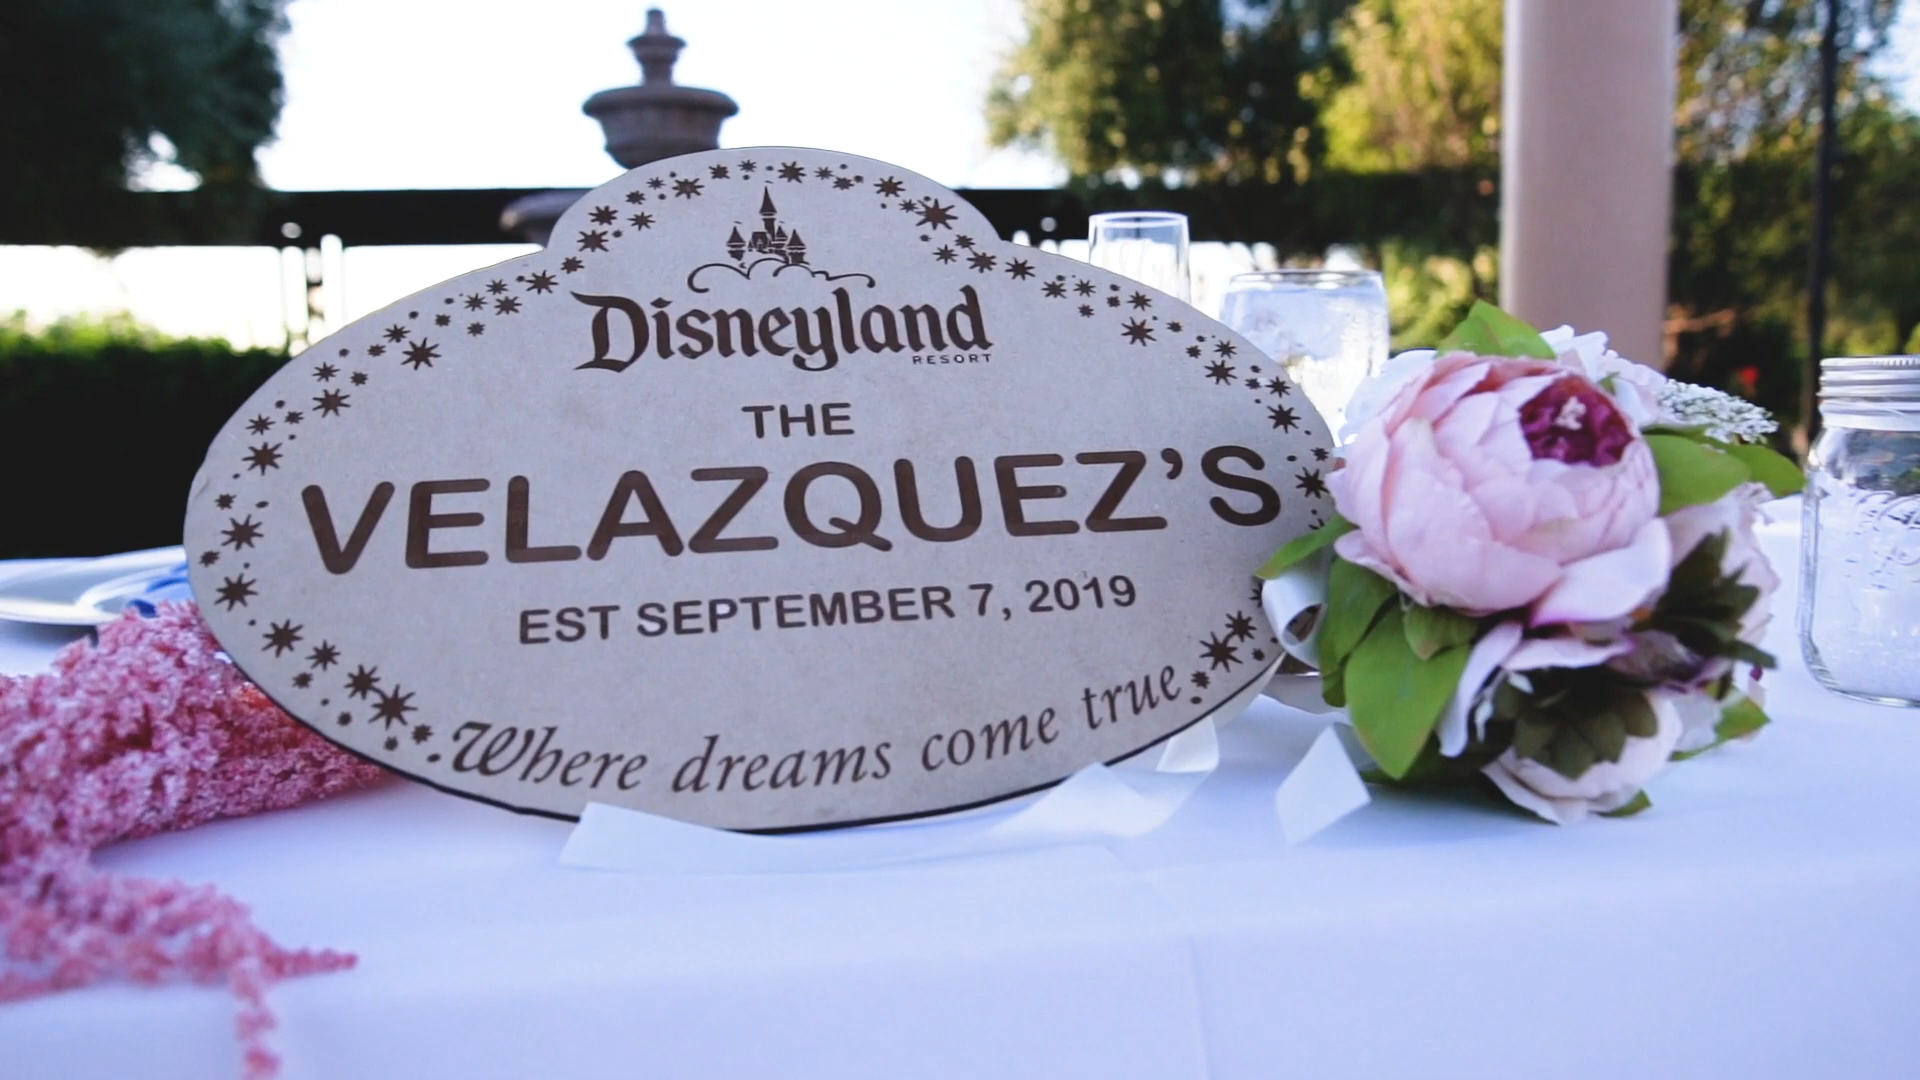 Disneyland
RESORT
THE
VELAZQUEZ’S
EST SEPTEMBER 7, 2019
Where dreams come true